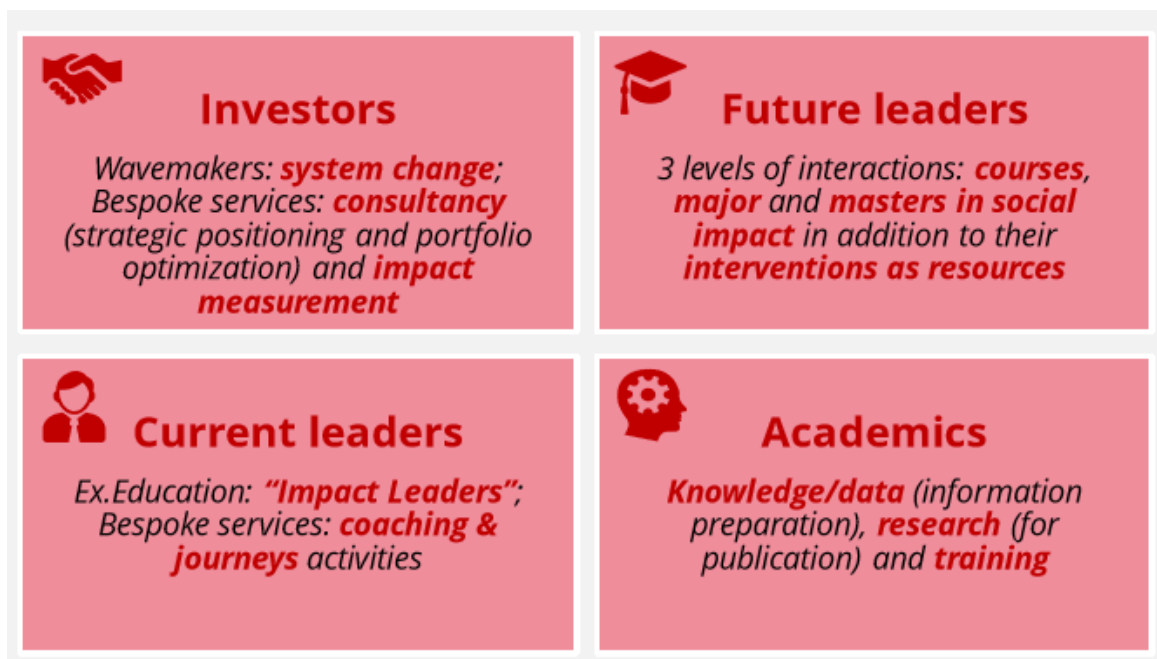 Investors
Wavemakers: system change;
Bespoke services: consultancy
(strategic positioning and portfolio
optimization) and impact
measurement
Future leaders
3 levels of interactions: courses,
major and masters in social
impact in addition to their
interventions as resources
Current leaders
Ex.Education: “Impact Leaders”;
Bespoke services: coaching &
journeys activities
Academics
Knowledge/data (information
preparation), research (for
publication) and training